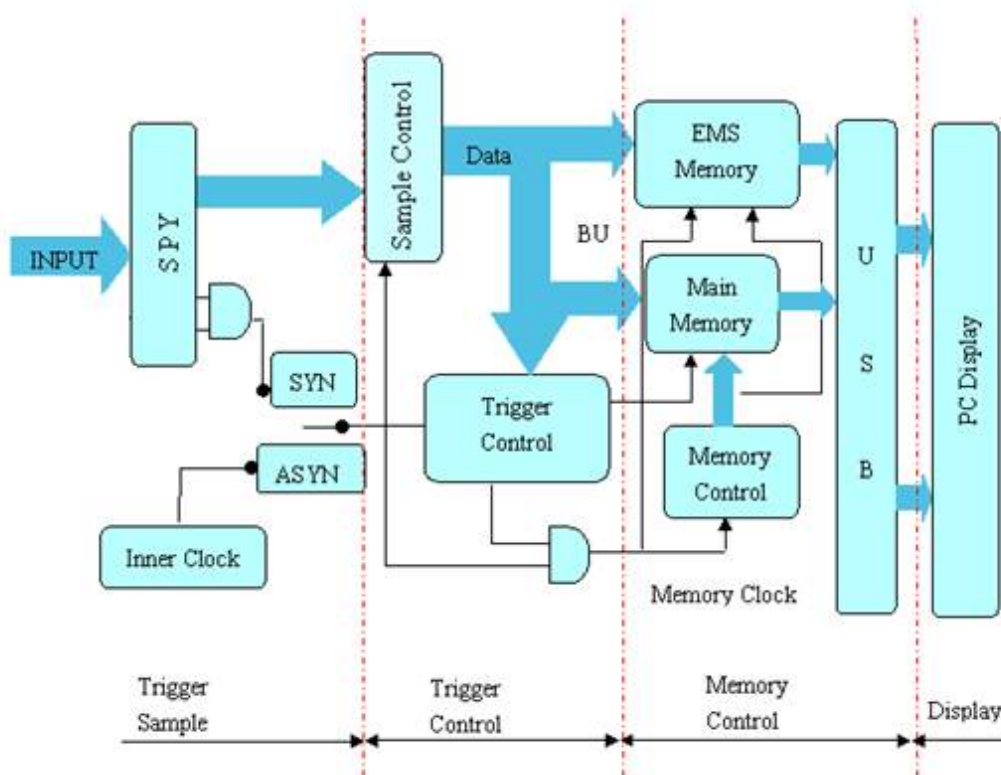 Sample Control
EMS
Memory
Data
INPUT
S P Y
BU
Main
Memory
U
S
B
PC Display
SYN
Trigger
Control
ASYN
Memory
Control
Inner Clock
Memory Clock
Trigger
Sample
Trigger
Control
Memory
Control
Display